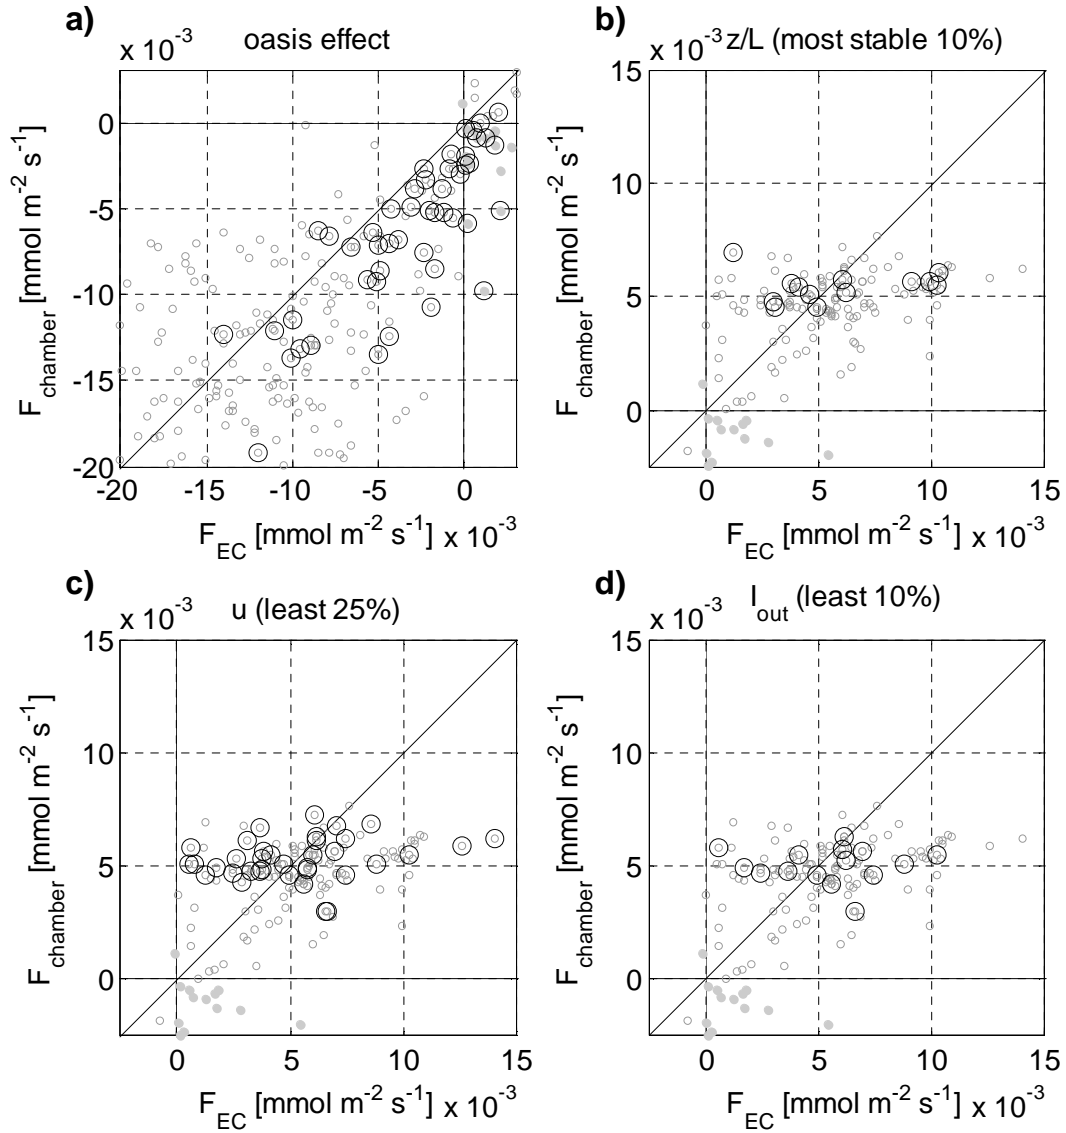 a)
x 10⁻³
oasis effect
0
-5
-10
-15
-20
-20 -15 -10 -5 0
F_chamber [mmol m⁻² s⁻¹]
F_EC [mmol m⁻² s⁻¹] x 10⁻³
b)
x 10⁻³ z/L (most stable 10%)
15
10
5
0
0 5 10 15
F_chamber [mmol m⁻² s⁻¹]
F_EC [mmol m⁻² s⁻¹] x 10⁻³
c)
x 10⁻³
u (least 25%)
15
10
5
0
0 5 10 15
F_chamber [mmol m⁻² s⁻¹]
F_EC [mmol m⁻² s⁻¹] x 10⁻³
d)
x 10⁻³
I_out (least 10%)
15
10
5
0
0 5 10 15
F_chamber [mmol m⁻² s⁻¹]
F_EC [mmol m⁻² s⁻¹] x 10⁻³